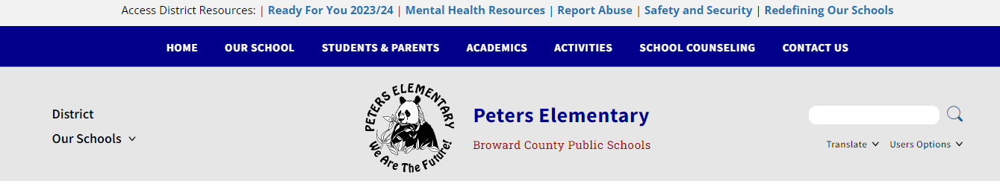 Access District Resources: | Ready For You 2023/24 | Mental Health Resources | Report Abuse | Safety and Security | Redefining Our Schools
HOME OUR SCHOOL STUDENTS & PARENTS ACADEMICS ACTIVITIES SCHOOL COUNSELING CONTACT US
District
Our Schools
PETERS ELEMENTARY
We Are The Future!
Peters Elementary
Broward County Public Schools
Translate Users Options